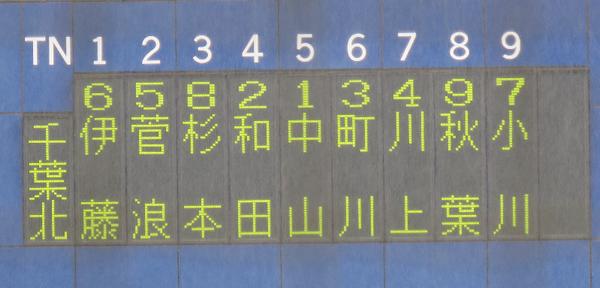 TN 1 2 3 4 5 6 7 8 9
6 5 8 2 1 3 4 9 7
千葉北
伊藤
菅浪
杉本
和田
中山
町川
川上
秋葉
小川